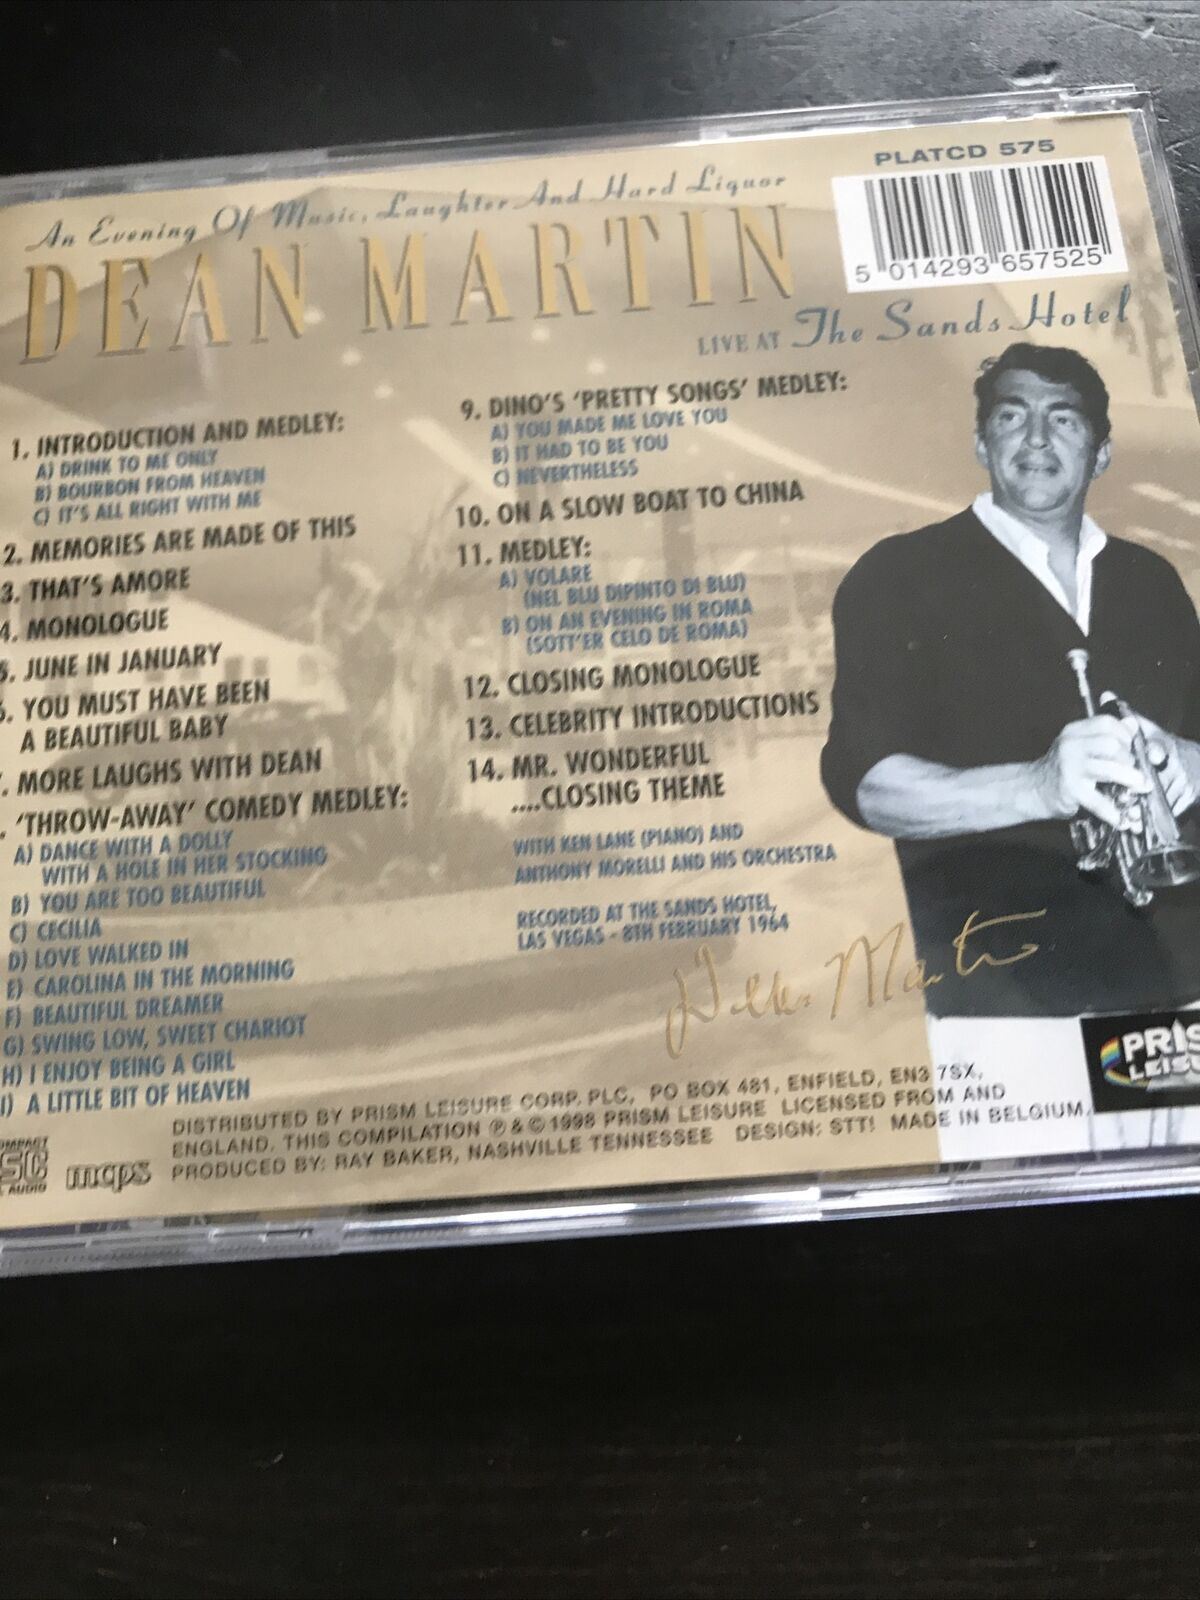 PLATCD 575
An Evening Of Music, Laughter And Hard Liquor
DEAN MARTIN
LIVE AT The Sands Hotel
5 014293 657525
1. INTRODUCTION AND MEDLEY:
A) DRINK TO ME ONLY
B) BOURBON FROM HEAVEN
C) IT'S ALL RIGHT WITH ME
2. MEMORIES ARE MADE OF THIS
3. THAT'S AMORE
4. MONOLOGUE
5. JUNE IN JANUARY
6. YOU MUST HAVE BEEN
A BEAUTIFUL BABY
. MORE LAUGHS WITH DEAN
. 'THROW-AWAY' COMEDY MEDLEY:
A) DANCE WITH A DOLLY
WITH A HOLE IN HER STOCKING
B) YOU ARE TOO BEAUTIFUL
C) CECILIA
D) LOVE WALKED IN
E) CAROLINA IN THE MORNING
F) BEAUTIFUL DREAMER
G) SWING LOW, SWEET CHARIOT
H) I ENJOY BEING A GIRL
I) A LITTLE BIT OF HEAVEN
9. DINO'S 'PRETTY SONGS' MEDLEY:
A) YOU MADE ME LOVE YOU
B) IT HAD TO BE YOU
C) NEVERTHELESS
10. ON A SLOW BOAT TO CHINA
11. MEDLEY:
A) VOLARE
(NEL BLU DIPINTO DI BLU)
B) ON AN EVENING IN ROMA
(SOTT'ER CELO DE ROMA)
12. CLOSING MONOLOGUE
13. CELEBRITY INTRODUCTIONS
14. MR. WONDERFUL
....CLOSING THEME
WITH KEN LANE (PIANO) AND
ANTHONY MORELLI AND HIS ORCHESTRA
RECORDED AT THE SANDS HOTEL,
LAS VEGAS - 8TH FEBRUARY 1964
Dean Martin
PRIS
LEISU
DISTRIBUTED BY PRISM LEISURE CORP. PLC, PO BOX 481, ENFIELD, EN3 7SX,
ENGLAND. THIS COMPILATION ℗ & © 1998 PRISM LEISURE LICENSED FROM AND
PRODUCED BY: RAY BAKER, NASHVILLE TENNESSEE DESIGN: STT! MADE IN BELGIUM.
OMPACT
SC
AUDIO
mcps